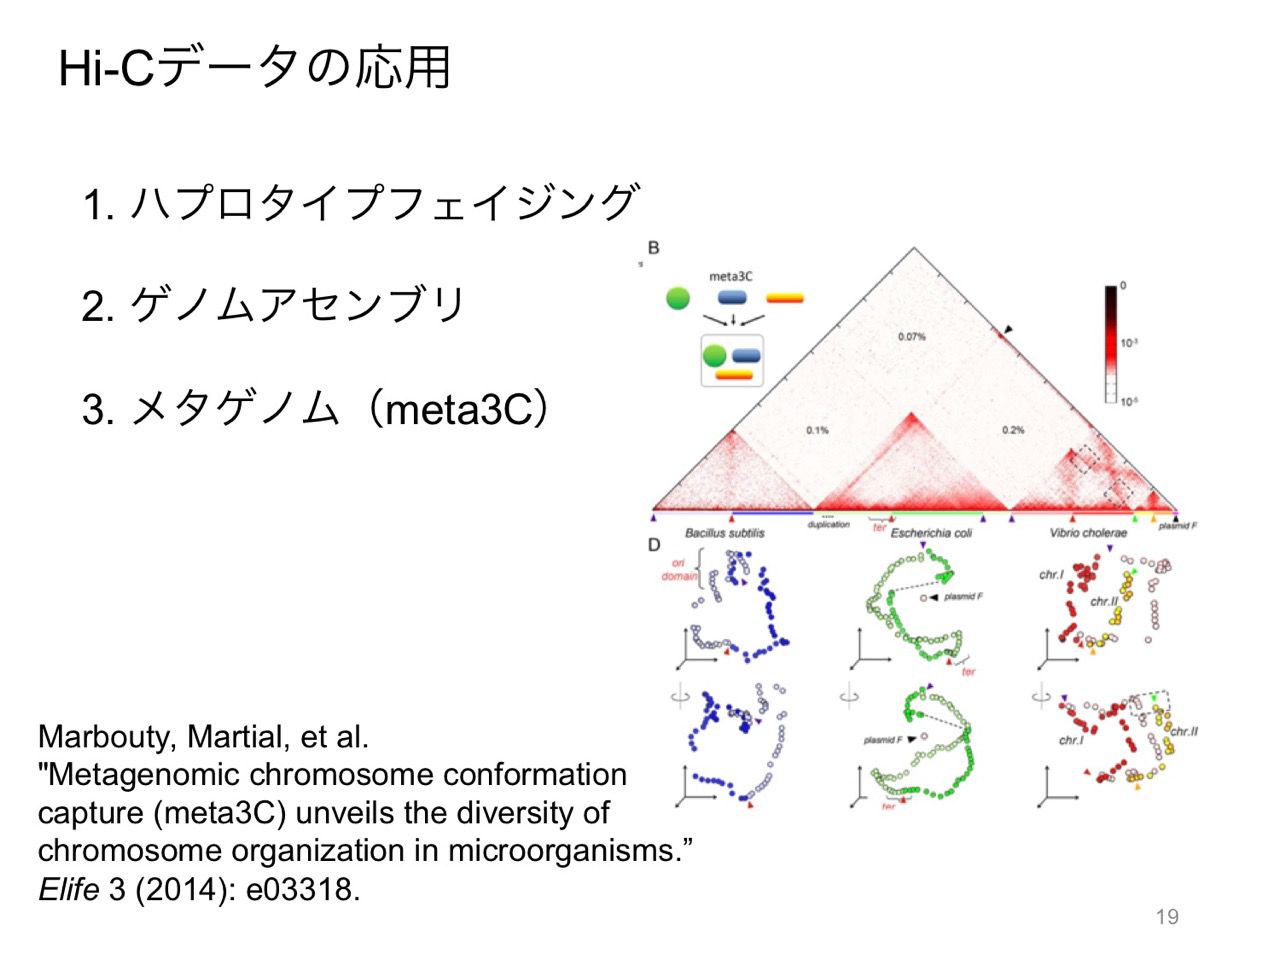 Hi-Cデータの応用
1. ハプロタイプフェイジング
2. ゲノムアセンブリ
3. メタゲノム（meta3C）
B
meta3C
0.07%
0.1%
0.2%
0
10-3
10-5
duplication
ter
plasmid F
Bacillus subtilis
Escherichia coli
Vibrio cholerae
D
ori
domain
plasmid F
ter
chr.I
chr.II
plasmid F
ter
chr.I
chr.II
Marbouty, Martial, et al.
"Metagenomic chromosome conformation
capture (meta3C) unveils the diversity of
chromosome organization in microorganisms.”
Elife 3 (2014): e03318.
19